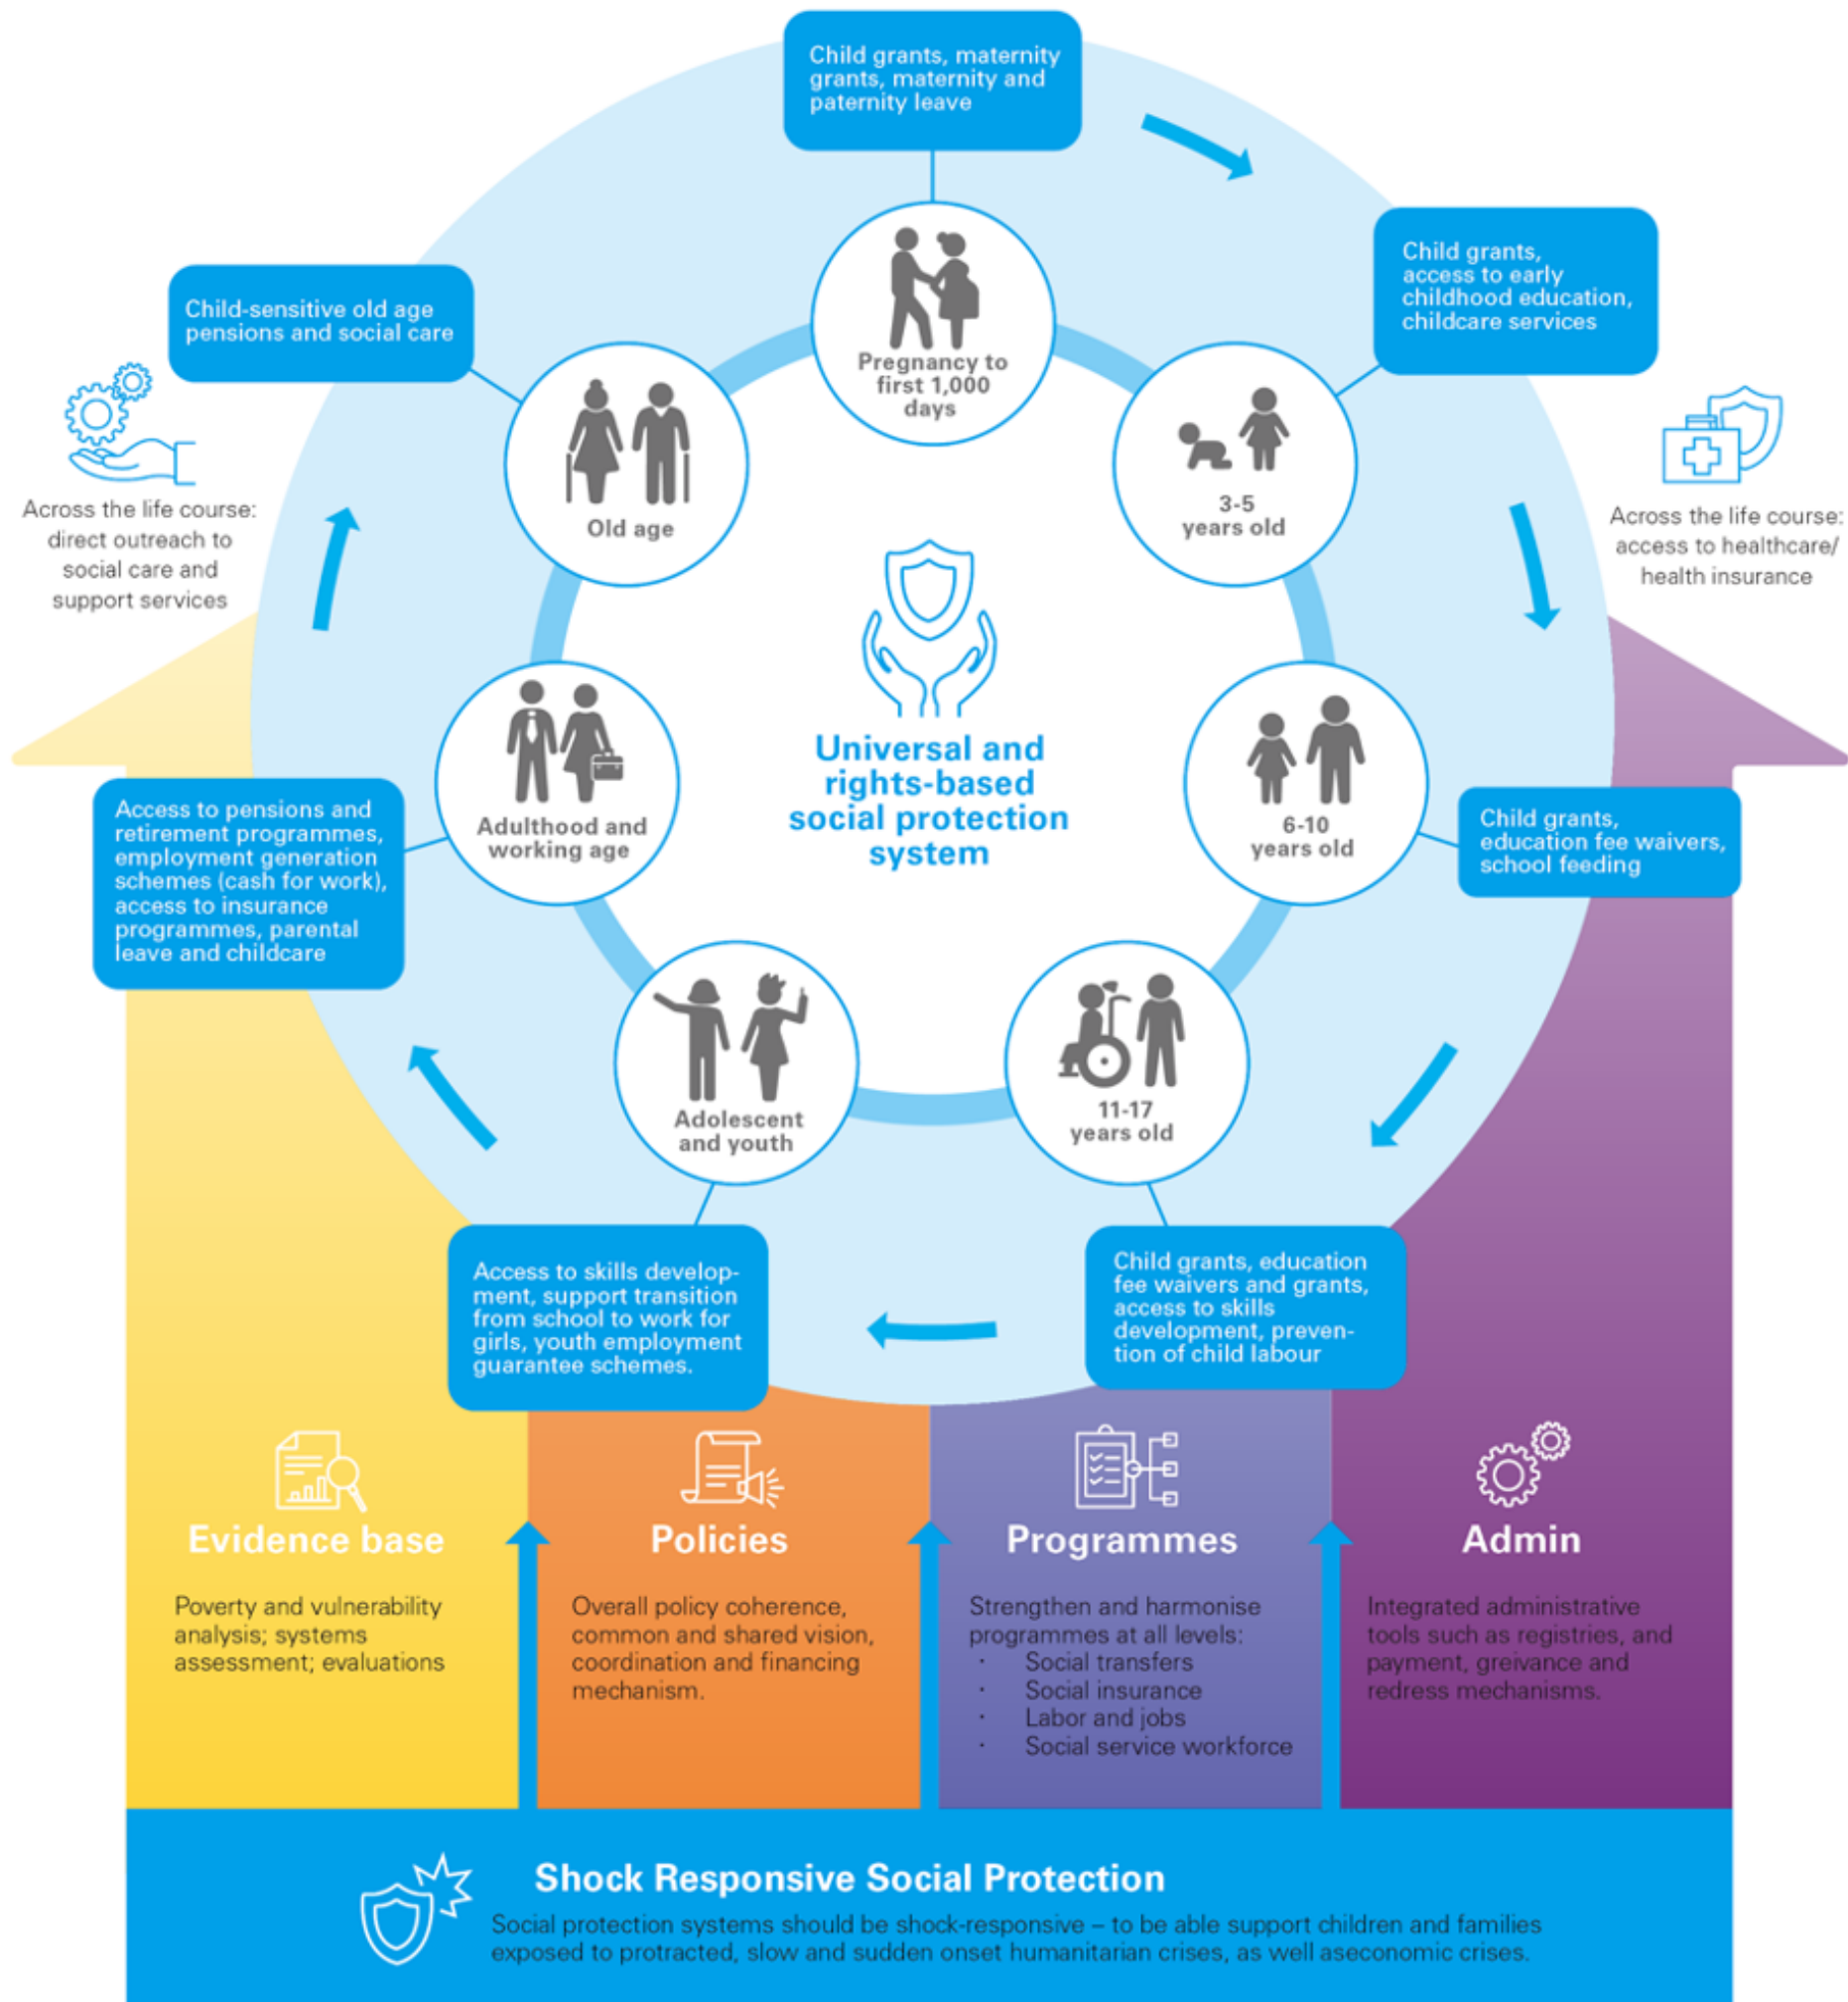 Child grants, maternity
grants, maternity and
paternity leave
Child grants,
access to early
childhood education,
childcare services
Child-sensitive old age
pensions and social care
Pregnancy to
first 1,000
days
Old age
3-5
years old
Across the life course:
direct outreach to
social care and
support services
Across the life course:
access to healthcare/
health insurance
Universal and
rights-based
social protection
system
Adulthood and
working age
6-10
years old
Access to pensions and
retirement programmes,
employment generation
schemes (cash for work),
access to insurance
programmes, parental
leave and childcare
Child grants,
education fee waivers,
school feeding
Adolescent
and youth
11-17
years old
Access to skills develop-
ment, support transition
from school to work for
girls, youth employment
guarantee schemes.
Child grants, education
fee waivers and grants,
access to skills
development, preven-
tion of child labour
Evidence base
Poverty and vulnerability
analysis; systems
assessment; evaluations
Policies
Overall policy coherence,
common and shared vision,
coordination and financing
mechanism.
Programmes
Strengthen and harmonise
programmes at all levels:
· Social transfers
· Social insurance
· Labor and jobs
· Social service workforce
Admin
Integrated administrative
tools such as registries, and
payment, greivance and
redress mechanisms.
Shock Responsive Social Protection
Social protection systems should be shock-responsive – to be able support children and families
exposed to protracted, slow and sudden onset humanitarian crises, as well aseconomic crises.